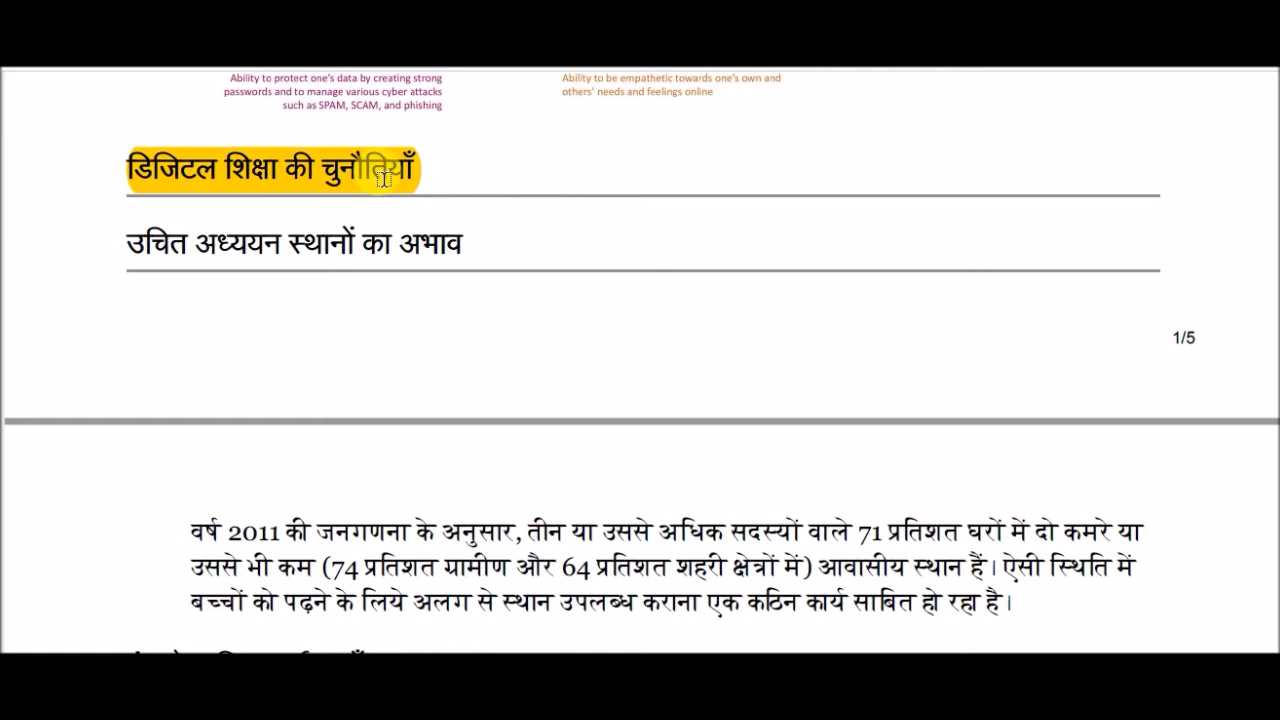 Ability to protect one's data by creating strong
passwords and to manage various cyber attacks
such as SPAM, SCAM, and phishing
Ability to be empathetic towards one's own and
others' needs and feelings online
डिजिटल शिक्षा की चुनौतियाँ
उचित अध्ययन स्थानों का अभाव
1/5
वर्ष 2011 की जनगणना के अनुसार, तीन या उससे अधिक सदस्यों वाले 71 प्रतिशत घरों में दो कमरे या
उससे भी कम (74 प्रतिशत ग्रामीण और 64 प्रतिशत शहरी क्षेत्रों में) आवासीय स्थान हैं। ऐसी स्थिति में
बच्चों को पढ़ने के लिये अलग से स्थान उपलब्ध कराना एक कठिन कार्य साबित हो रहा है।